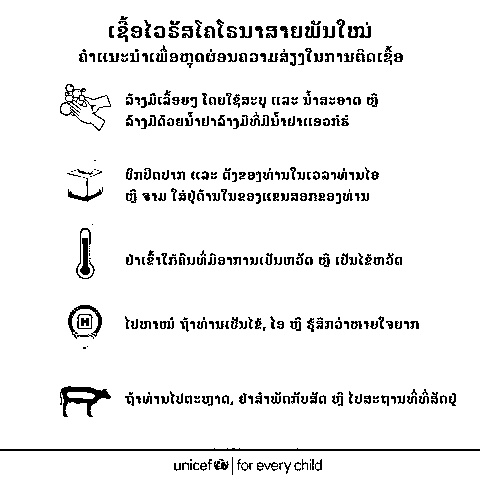 ເຊື້ອໄວຣັສໂຄໂຣນາສາຍພັນໃໝ່
ຄໍາແນະນໍາເພື່ອຫຼຸດຜ່ອນຄວາມສ່ຽງໃນການຕິດເຊື້ອ
ລ້າງມືເລື້ອຍໆ ໂດຍໃຊ້ສະບູ ແລະ ນໍ້າສະອາດ ຫຼື
ລ້າງມືດ້ວຍນໍ້າຢາລ້າງມືທີ່ມີນໍ້າຢາແອວກໍຮໍ
ປົກປິດປາກ ແລະ ດັງຂອງທ່ານໃນເວລາທ່ານໄອ
ຫຼື ຈາມ ໃສ່ຢູ່ດ້ານໃນຂອງແຂນສອກຂອງທ່ານ
ຢ່າເຂົ້າໃກ້ຄົນທີ່ມີອາການເປັນຫວັດ ຫຼື ເປັນໄຂ້ຫວັດ
ໄປຫາໝໍ ຖ້າທ່ານເປັນໄຂ້, ໄອ ຫຼື ຮູ້ສຶກວ່າຫາຍໃຈຍາກ
ຖ້າທ່ານໄປຕະຫຼາດ, ຢ່າສໍາພັດກັບສັດ ຫຼື ໄປສະຖານທີ່ທີ່ສັດຢູ່
unicef | for every child